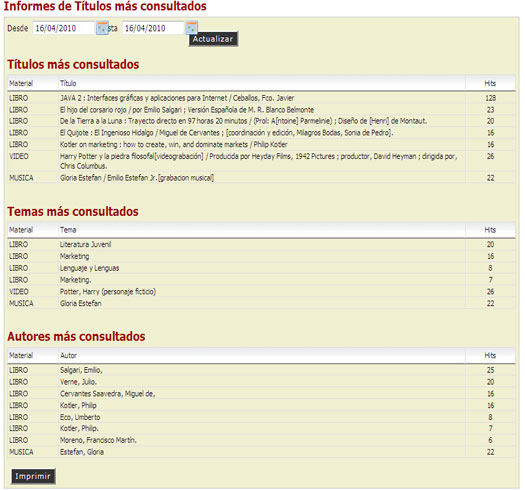 Informes de Títulos más consultados
Desde 16/04/2010 sta 16/04/2010
Actualizar
Títulos más consultados
Material Título Hits
LIBRO JAVA 2 : Interfaces gráficas y aplicaciones para Internet / Ceballos, Fco. Javier 128
LIBRO El hijo del corsario rojo / por Emilio Salgari ; Versión Española de M. R. Blanco Belmonte 23
LIBRO De la Tierra a la Luna : Trayecto directo en 97 horas 20 minutos / (Prol: A[ntoine] Parmelinie) ; Diseño de [Henri] de Montaut. 20
LIBRO El Quijote : El Ingenioso Hidalgo / Miguel de Cervantes ; [coordinación y edición, Milagros Bodas, Sonia de Pedro]. 16
LIBRO Kotler on marketing : how to create, win, and dominate markets / Philip Kotler 16
VIDEO Harry Potter y la piedra filosofal[videograbación] / Producida por Heyday Films, 1942 Pictures ; productor, David Heyman ; dirigida por, 26
Chris Columbus.
MUSICA Gloria Estefan / Emilio Estefan Jr.[grabacion musical] 22
Temas más consultados
Material Tema Hits
LIBRO Literatura Juvenil 20
LIBRO Marketing 16
LIBRO Lenguaje y Lenguas 8
LIBRO Marketing. 7
VIDEO Potter, Harry (personaje ficticio) 26
MUSICA Gloria Estefan 22
Autores más consultados
Material Autor Hits
LIBRO Salgari, Emilio, 25
LIBRO Verne, Julio. 20
LIBRO Cervantes Saavedra, Miguel de, 16
LIBRO Kotler, Philip 16
LIBRO Eco, Umberto 8
LIBRO Kotler, Philip. 7
LIBRO Moreno, Francisco Martín. 6
MUSICA Estefan, Gloria 22
Imprimir